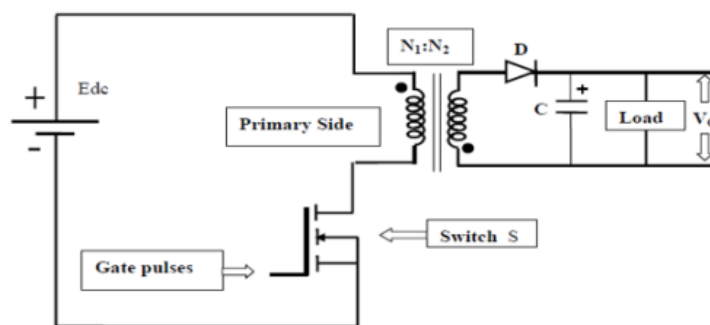 N₁:N₂
D
Edc
+
-
Primary Side
+
C
Load
Switch S
Gate pulses